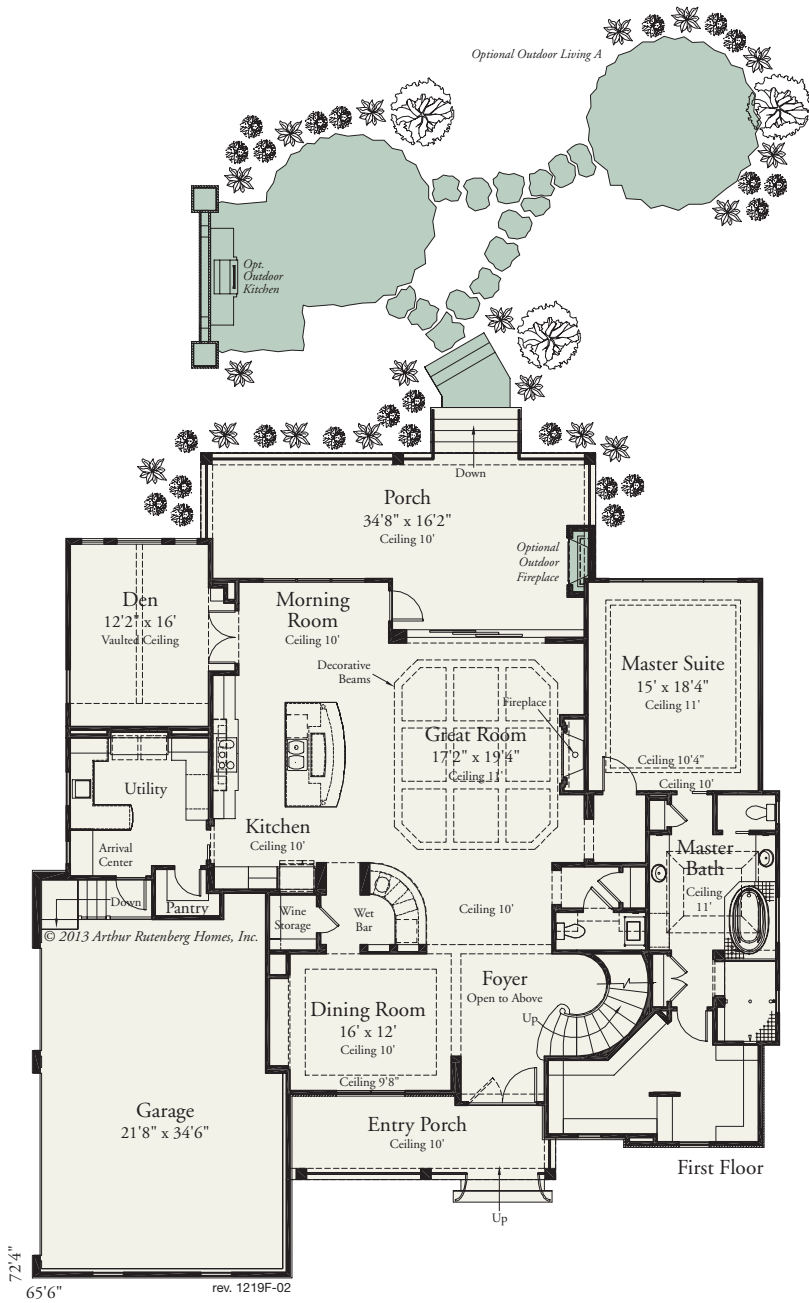 Optional Outdoor Living A
Opt.
Outdoor
Kitchen
Down
Porch
34'8" x 16'2"
Ceiling 10'
Optional
Outdoor
Fireplace
Den
12'2" x 16'
Vaulted Ceiling
Morning
Room
Ceiling 10'
Decorative
Beams
Fireplace
Great Room
17'2" x 19'4"
Ceiling 11'
Master Suite
15' x 18'4"
Ceiling 11'
Ceiling 10'4"
Ceiling 10'
Utility
Arrival
Center
Kitchen
Ceiling 10'
Master
Bath
Ceiling
11'
Down
Pantry
Wine
Storage
Wet
Bar
Ceiling 10'
© 2013 Arthur Rutenberg Homes, Inc.
Foyer
Open to Above
Up
Dining Room
16' x 12'
Ceiling 10'
Ceiling 9'8"
Garage
21'8" x 34'6"
Entry Porch
Ceiling 10'
First Floor
Up
72'4"
65'6"
rev. 1219F-02